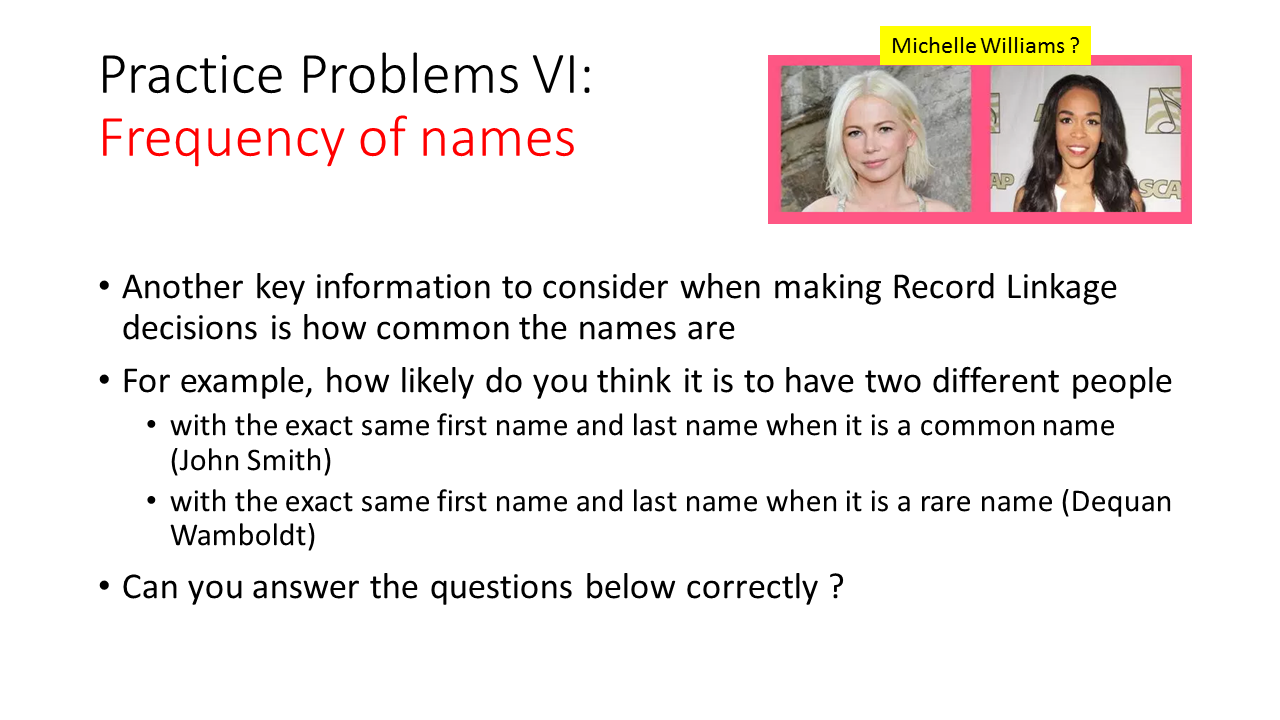 Practice Problems VI:
Frequency of names
Michelle Williams ?
AP
ASCAP
• Another key information to consider when making Record Linkage
decisions is how common the names are
• For example, how likely do you think it is to have two different people
• with the exact same first name and last name when it is a common name
(John Smith)
• with the exact same first name and last name when it is a rare name (Dequan
Wamboldt)
• Can you answer the questions below correctly ?